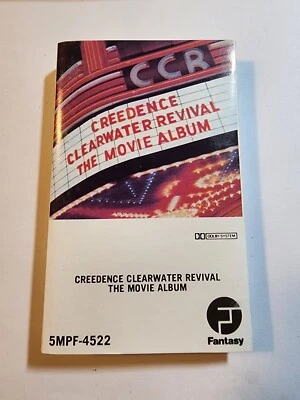 CCR
CREEDENCE
CLEARWATER REVIVAL
THE MOVIE ALBUM
DOLBY SYSTEM
CREEDENCE CLEARWATER REVIVAL
THE MOVIE ALBUM
5MPF-4522
Fantasy